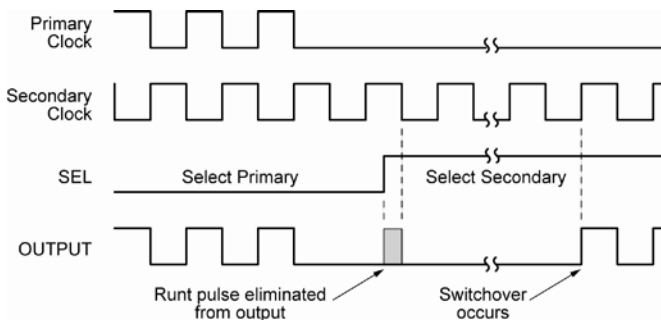 Primary
Clock
Secondary
Clock
SEL
Select Primary
Select Secondary
OUTPUT
Runt pulse eliminated
from output
Switchover
occurs